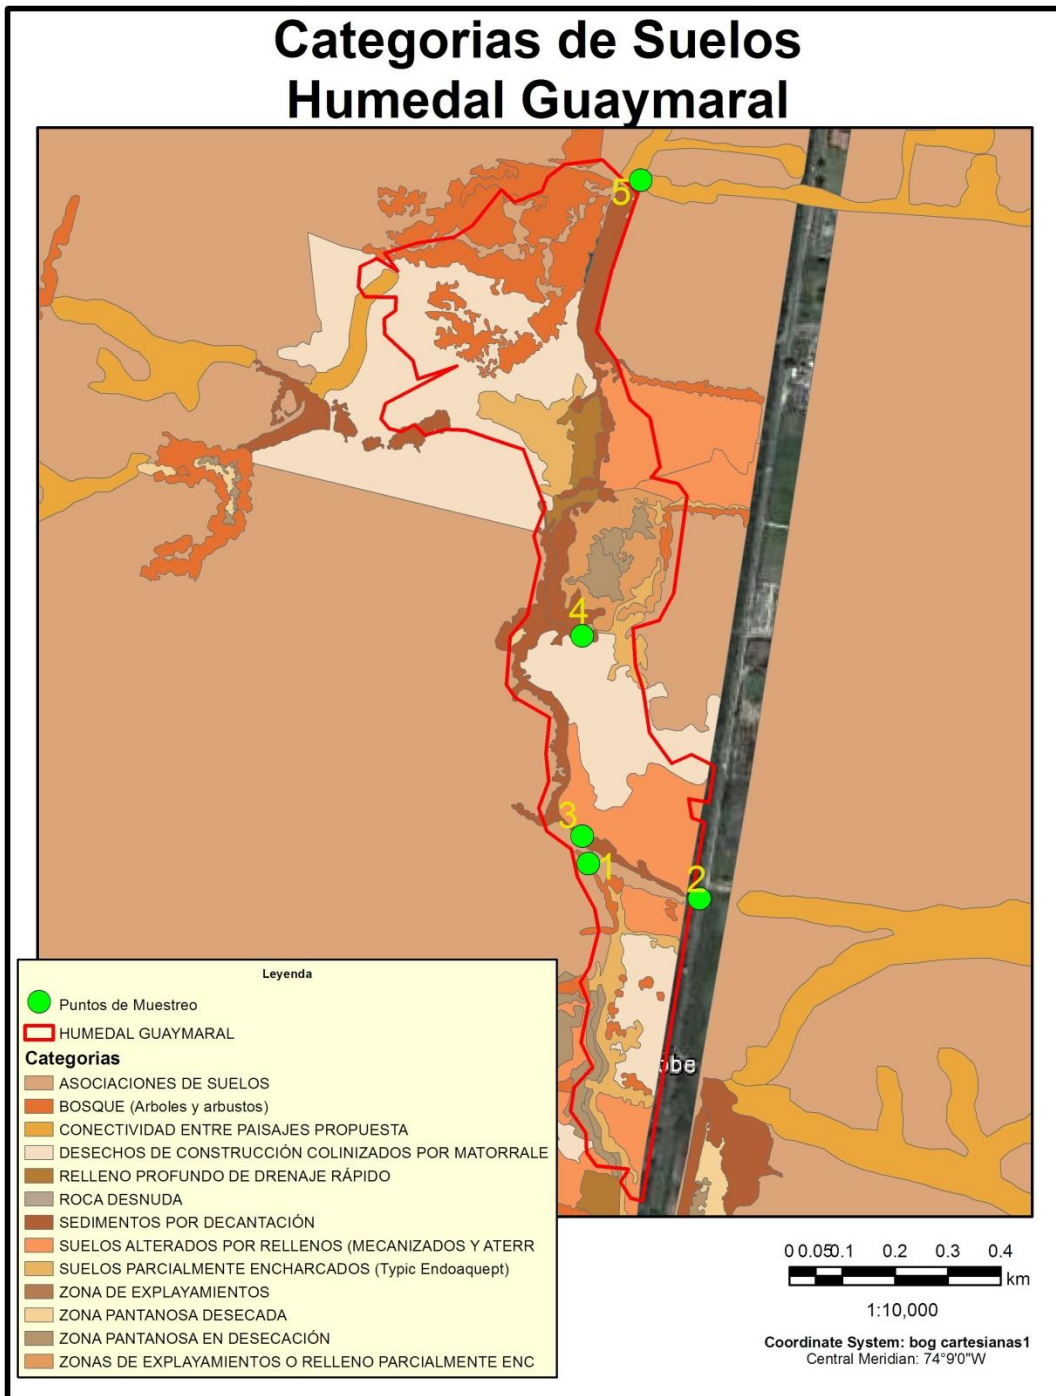 Categorias de Suelos
Humedal Guaymaral
5
4
3
1
2
obe
Leyenda
Puntos de Muestreo
HUMEDAL GUAYMARAL
Categorias
ASOCIACIONES DE SUELOS
BOSQUE (Arboles y arbustos)
CONECTIVIDAD ENTRE PAISAJES PROPUESTA
DESECHOS DE CONSTRUCCIÓN COLINIZADOS POR MATORRALE
RELLENO PROFUNDO DE DRENAJE RÁPIDO
ROCA DESNUDA
SEDIMENTOS POR DECANTACIÓN
SUELOS ALTERADOS POR RELLENOS (MECANIZADOS Y ATERR
SUELOS PARCIALMENTE ENCHARCADOS (Typic Endoaquept)
ZONA DE EXPLAYAMIENTOS
ZONA PANTANOSA DESECADA
ZONA PANTANOSA EN DESECACIÓN
ZONAS DE EXPLAYAMIENTOS O RELLENO PARCIALMENTE ENC
0 0.05 0.1 0.2 0.3 0.4
km
1:10,000
Coordinate System: bog cartesianas1
Central Meridian: 74°9'0"W